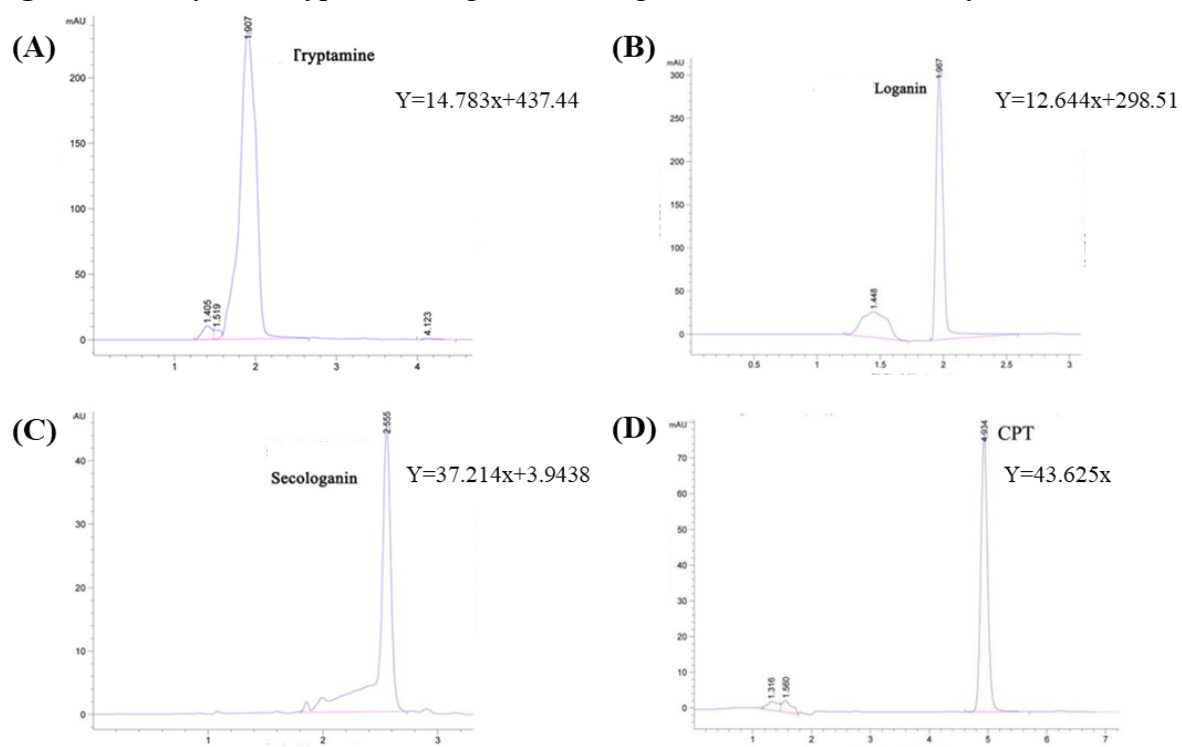 (A)
mAU
1.907
Tryptamine
Y=14.783x+437.44
200
150
100
50
0
1.405
1.519
4.123
1 2 3 4
(B)
mAU
1.967
Loganin
Y=12.644x+298.51
300
250
200
150
100
50
0
1.448
0.5 1 1.5 2 2.5 3
(C)
AU
2.555
Secologanin
Y=37.214x+3.9438
40
30
20
10
0
1 2 3
(D)
mAU
4.934
CPT
Y=43.625x
70
60
50
40
30
20
10
0
1.316
1.560
1 2 3 4 5 6 7